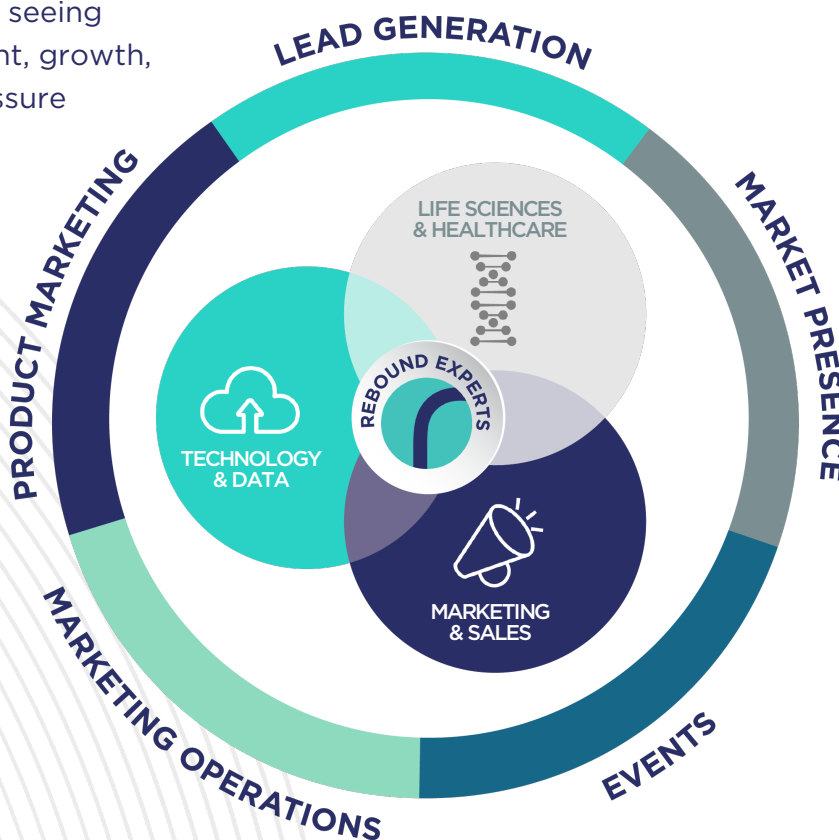 seeing
nt, growth,
ssure
LEAD GENERATION
PRODUCT MARKETING
MARKET PRESENCE
LIFE SCIENCES
& HEALTHCARE
REBOUND EXPERTS
TECHNOLOGY
& DATA
MARKETING
& SALES
MARKETING OPERATIONS
EVENTS